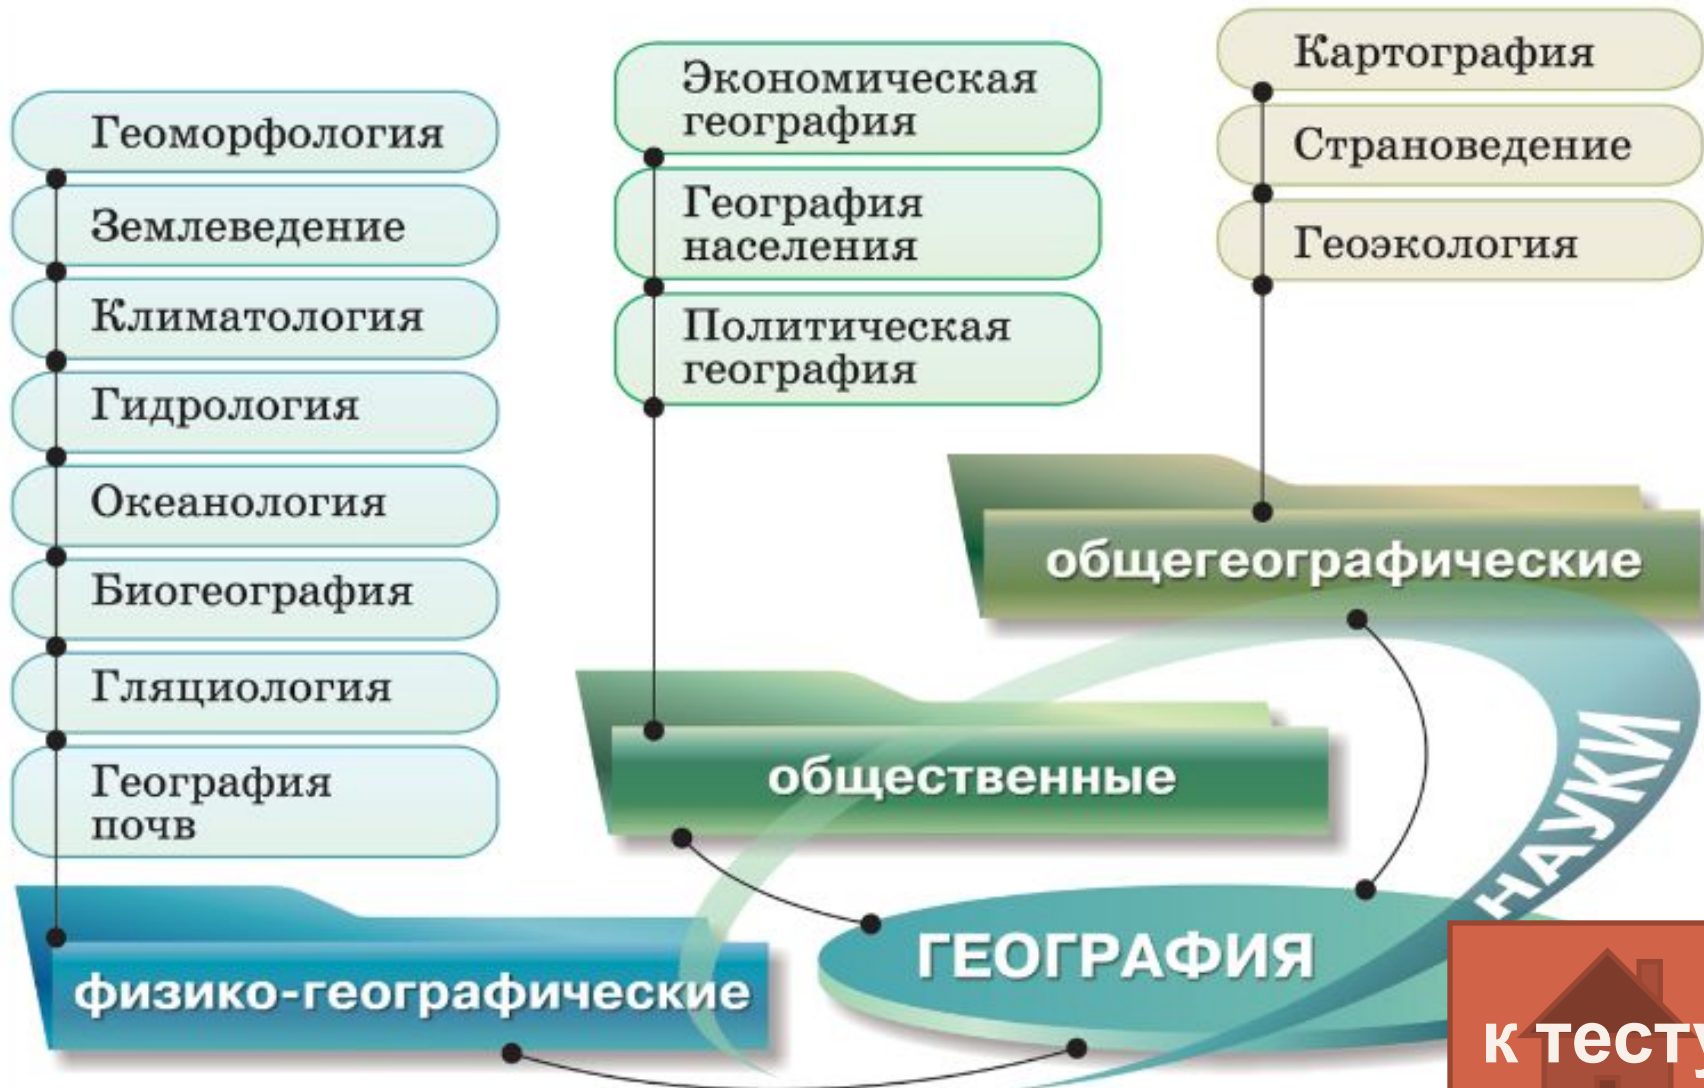 Геоморфология
Землеведение
Климатология
Гидрология
Океанология
Биогеография
Гляциология
География
почв
физико-географические
Экономическая
география
География
населения
Политическая
география
общественные
Картография
Страноведение
Геоэкология
общегеографические
ГЕОГРАФИЯ
НАУКИ
к тесту